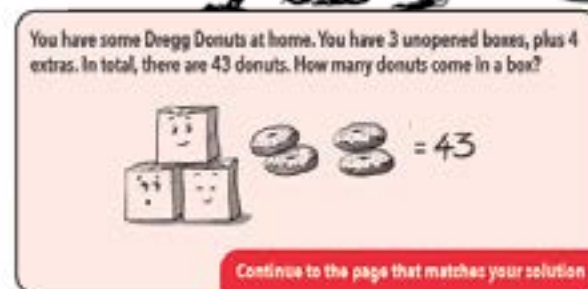 You have some Dregg Donuts at home. You have 3 unopened boxes, plus 4
extras. In total, there are 43 donuts. How many donuts come in a box?
= 43
Continue to the page that matches your solution